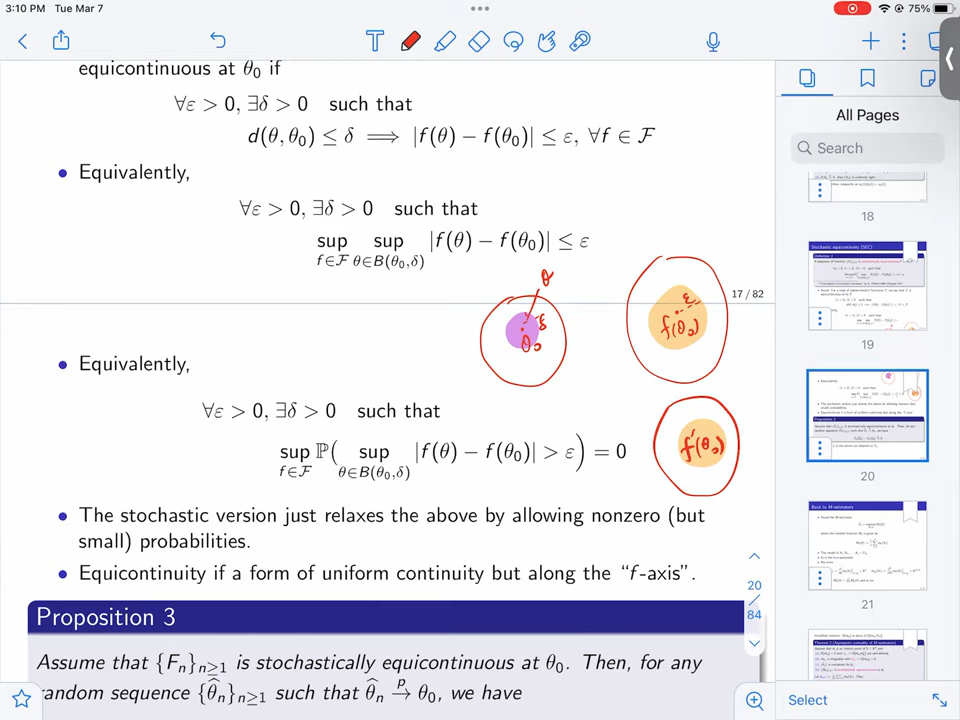 3:10 PM Tue Mar 7
75%
equicontinuous at θ₀ if
∀ε > 0, ∃δ > 0 such that
d(θ, θ₀) ≤ δ ⟹ |f(θ) − f(θ₀)| ≤ ε, ∀f ∈ ℱ
• Equivalently,
∀ε > 0, ∃δ > 0 such that
sup sup |f(θ) − f(θ₀)| ≤ ε
f∈ℱ θ∈B(θ₀,δ)
θ
δ
θ₀
ε
f(θ₀)
17 / 82
• Equivalently,
∀ε > 0, ∃δ > 0 such that
sup ℙ( sup |f(θ) − f(θ₀)| > ε) = 0
f∈ℱ θ∈B(θ₀,δ)
f'(θ₀)
• The stochastic version just relaxes the above by allowing nonzero (but
small) probabilities.
• Equicontinuity if a form of uniform continuity but along the “f-axis”.
Proposition 3
Assume that {Fₙ}ₙ≥₁ is stochastically equicontinuous at θ₀. Then, for any
random sequence {θ̂ₙ}ₙ≥₁ such that θ̂ₙ →ᵖ θ₀, we have
20
/
84
All Pages
Search
18
Stochastic equicontinuity (SEC)
19
Proposition 3
20
Back to M-estimators
21
Select